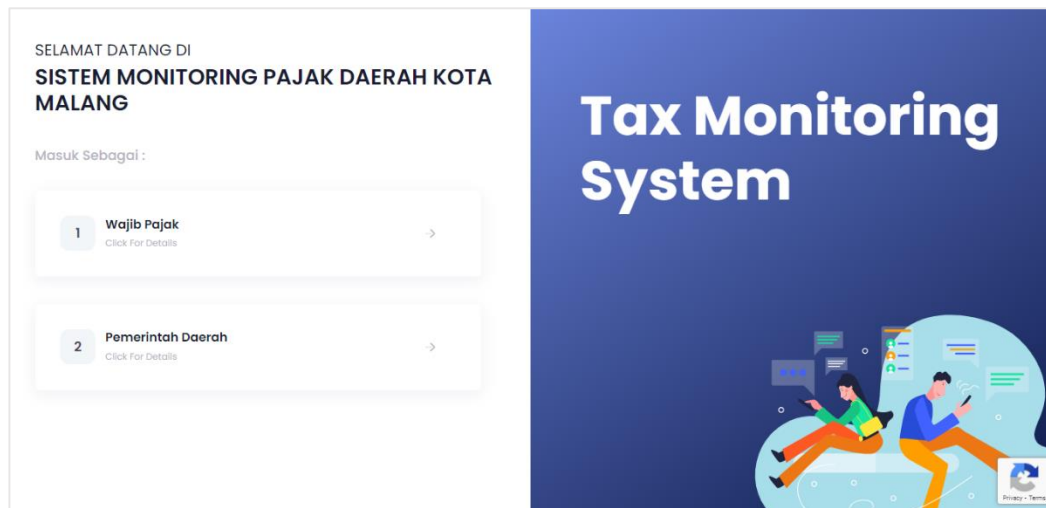 SELAMAT DATANG DI
SISTEM MONITORING PAJAK DAERAH KOTA
MALANG
Masuk Sebagai :
1
Wajib Pajak
Click For Details
2
Pemerintah Daerah
Click For Details
Tax Monitoring
System
Privacy - Terms